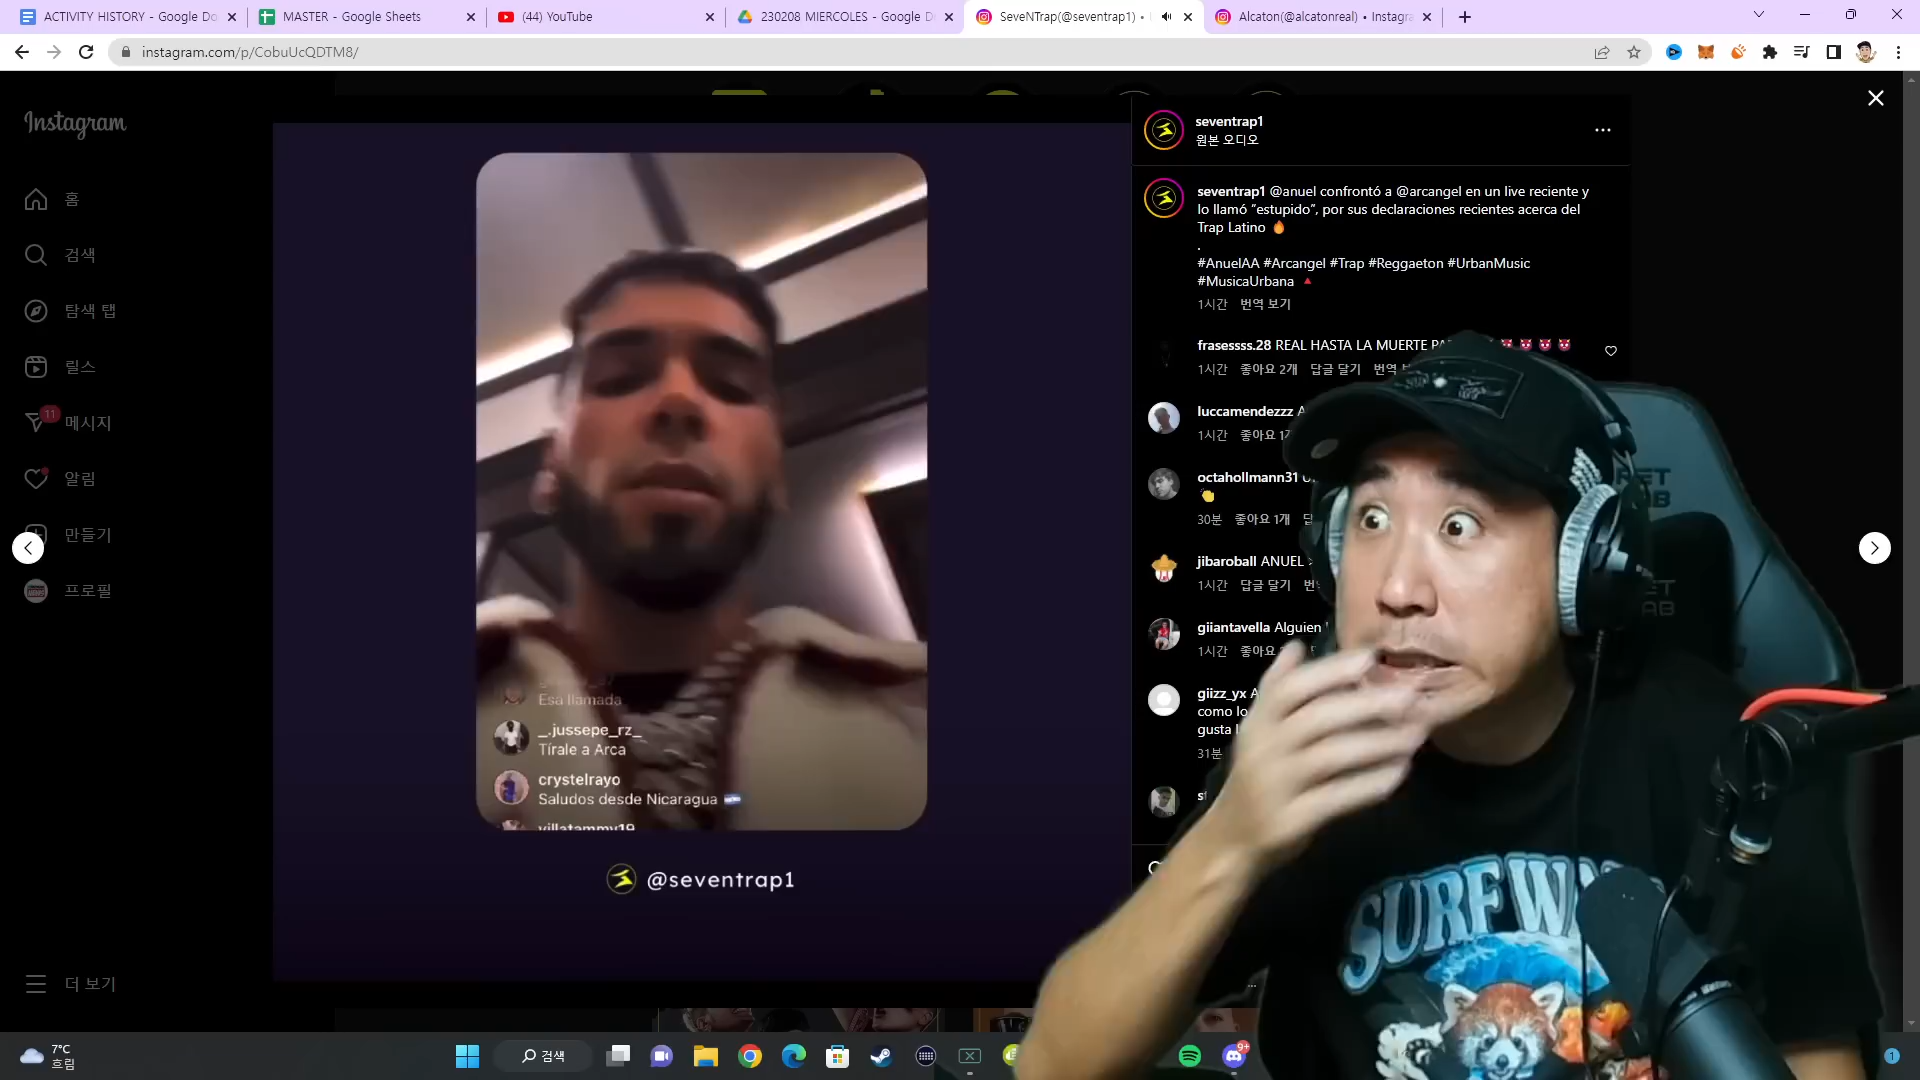 ACTIVITY HISTORY - Google Do
MASTER - Google Sheets
(44) YouTube
230208 MIERCOLES - Google D
SeveNTrap(@seventrap1) •
Alcaton(@alcatonreal) • Instagra
instagram.com/p/CobuUcQDTM8/
Instagram
홈
검색
탐색 탭
릴스
11
메시지
알림
만들기
프로필
더 보기
Esa llamada
_.jussepe_rz_
Tírale a Arca
crystelrayo
Saludos desde Nicaragua
villatammy19
@seventrap1
seventrap1
원본 오디오
seventrap1 @anuel confrontó a @arcangel en un live reciente y
lo llamó "estupido", por sus declaraciones recientes acerca del
Trap Latino 🔥
.
#AnuelAA #Arcangel #Trap #Reggaeton #UrbanMusic
#MusicaUrbana 🔺
1시간 번역 보기
frasessss.28 REAL HASTA LA MUERTE
1시간 좋아요 2개 답글 달기 번역
luccamendezzz
1시간 좋아요
octahollmann31
30분 좋아요 1개
jibaroball ANUEL
1시간 답글 달기
giiantavella Alguien
1시간 좋아요
giizz_yx
como lo
gusta
31분
SURF
7°C
흐림
검색
9+
1